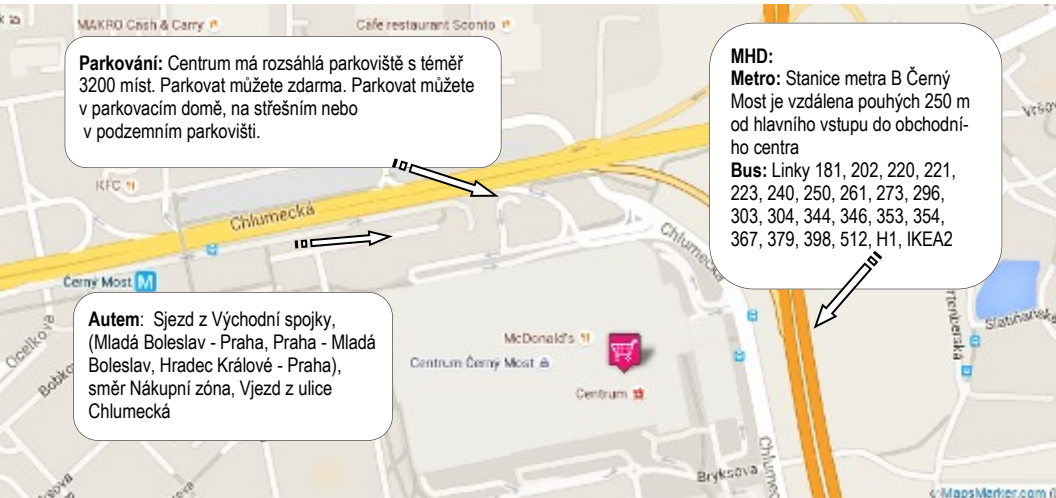 MAKRO Cash & Carry
Cafe restaurant Sconto
Parkování: Centrum má rozsáhlá parkoviště s téměř
3200 míst. Parkovat můžete zdarma. Parkovat můžete
v parkovacím domě, na střešním nebo
v podzemním parkovišti.
MHD:
Metro: Stanice metra B Černý
Most je vzdálena pouhých 250 m
od hlavního vstupu do obchodní-
ho centra
Bus: Linky 181, 202, 220, 221,
223, 240, 250, 261, 273, 296,
303, 304, 344, 346, 353, 354,
367, 379, 398, 512, H1, IKEA2
KFC
Chlumecká
Chlumecká
Černý Most M
Autem: Sjezd z Východní spojky,
(Mladá Boleslav - Praha, Praha - Mladá
Boleslav, Hradec Králové - Praha),
směr Nákupní zóna, Vjezd z ulice
Chlumecká
Ocelkova
McDonald's
Centrum Černý Most
Centrum
Slatiňanská
Bryksova
MapsMarker.com